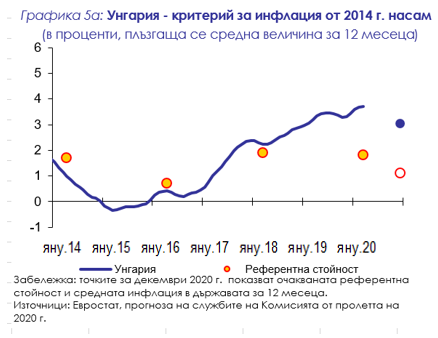 Графика 5а: Унгария - критерий за инфлация от 2014 г. насам
(в проценти, плъзгаща се средна величина за 12 месеца)
6
5
4
3
2
1
0
-1
яну.14 яну.15 яну.16 яну.17 яну.18 яну.19 яну.20
Унгария Референтна стойност
Забележка: точките за декември 2020 г. показват очакваната референтна
стойност и средната инфлация в държавата за 12 месеца.
Източници: Евростат, прогноза на службите на Комисията от пролетта на
2020 г.